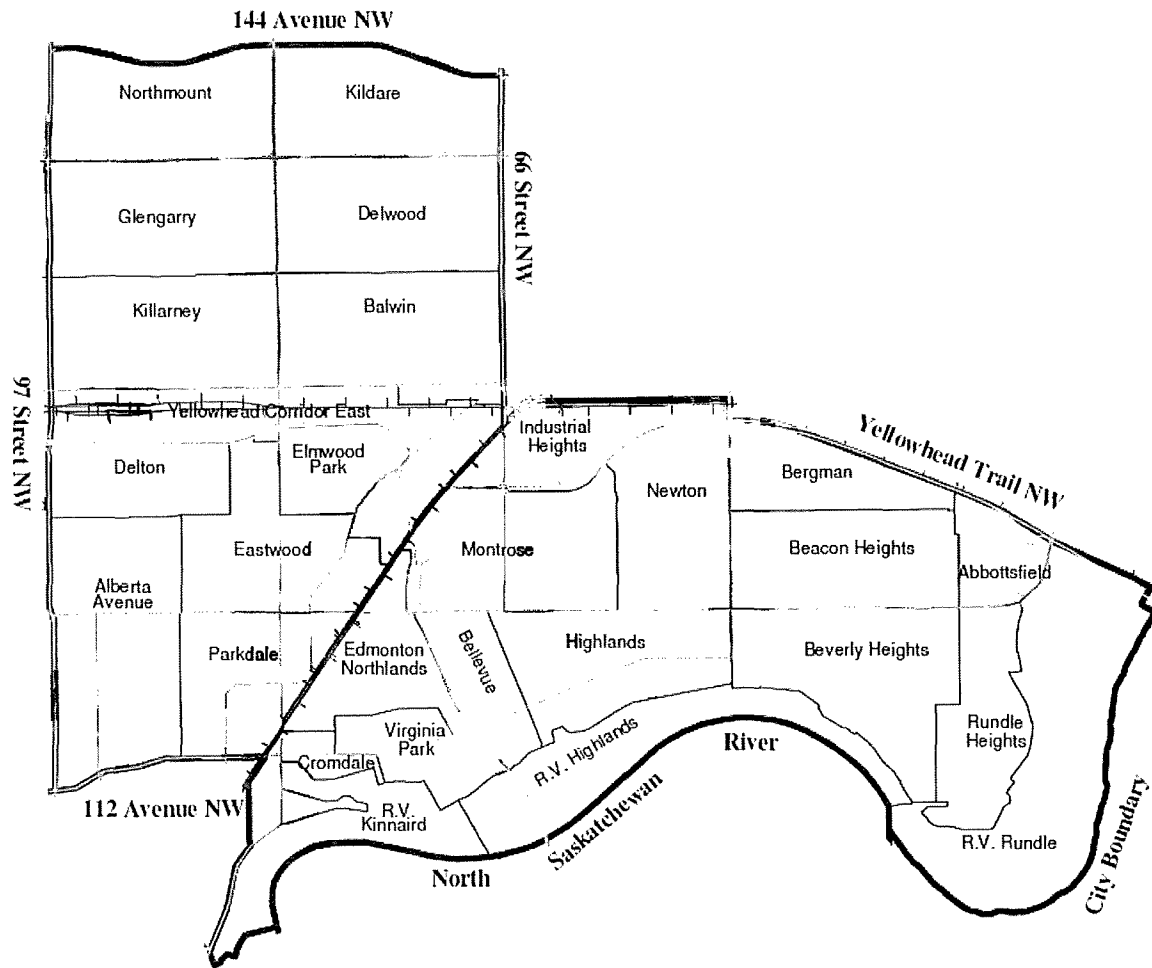 144 Avenue NW
Northmount
Kildare
66 Street NW
Glengarry
Delwood
Killarney
Balwin
97 Street NW
Yellowhead Corridor East
Industrial
Heights
Yellowhead Trail NW
Delton
Elmwood
Park
Newton
Bergman
Eastwood
Montrose
Beacon Heights
Abbottsfield
Alberta
Avenue
Parkdale
Edmonton
Northlands
Bellevue
Highlands
Beverly Heights
Virginia
Park
Rundle
Heights
Cromdale
R.V. Highlands
River
112 Avenue NW
R.V.
Kinnaird
Saskatchewan
North
R.V. Rundle
City Boundary